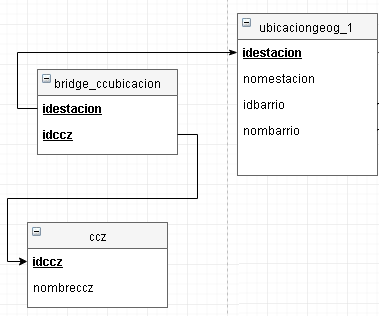 ubicaciongeog_1
idestacion
nomestacion
idbarrio
nombarrio
bridge_ccubicacion
idestacion
idccz
ccz
idccz
nombreccz